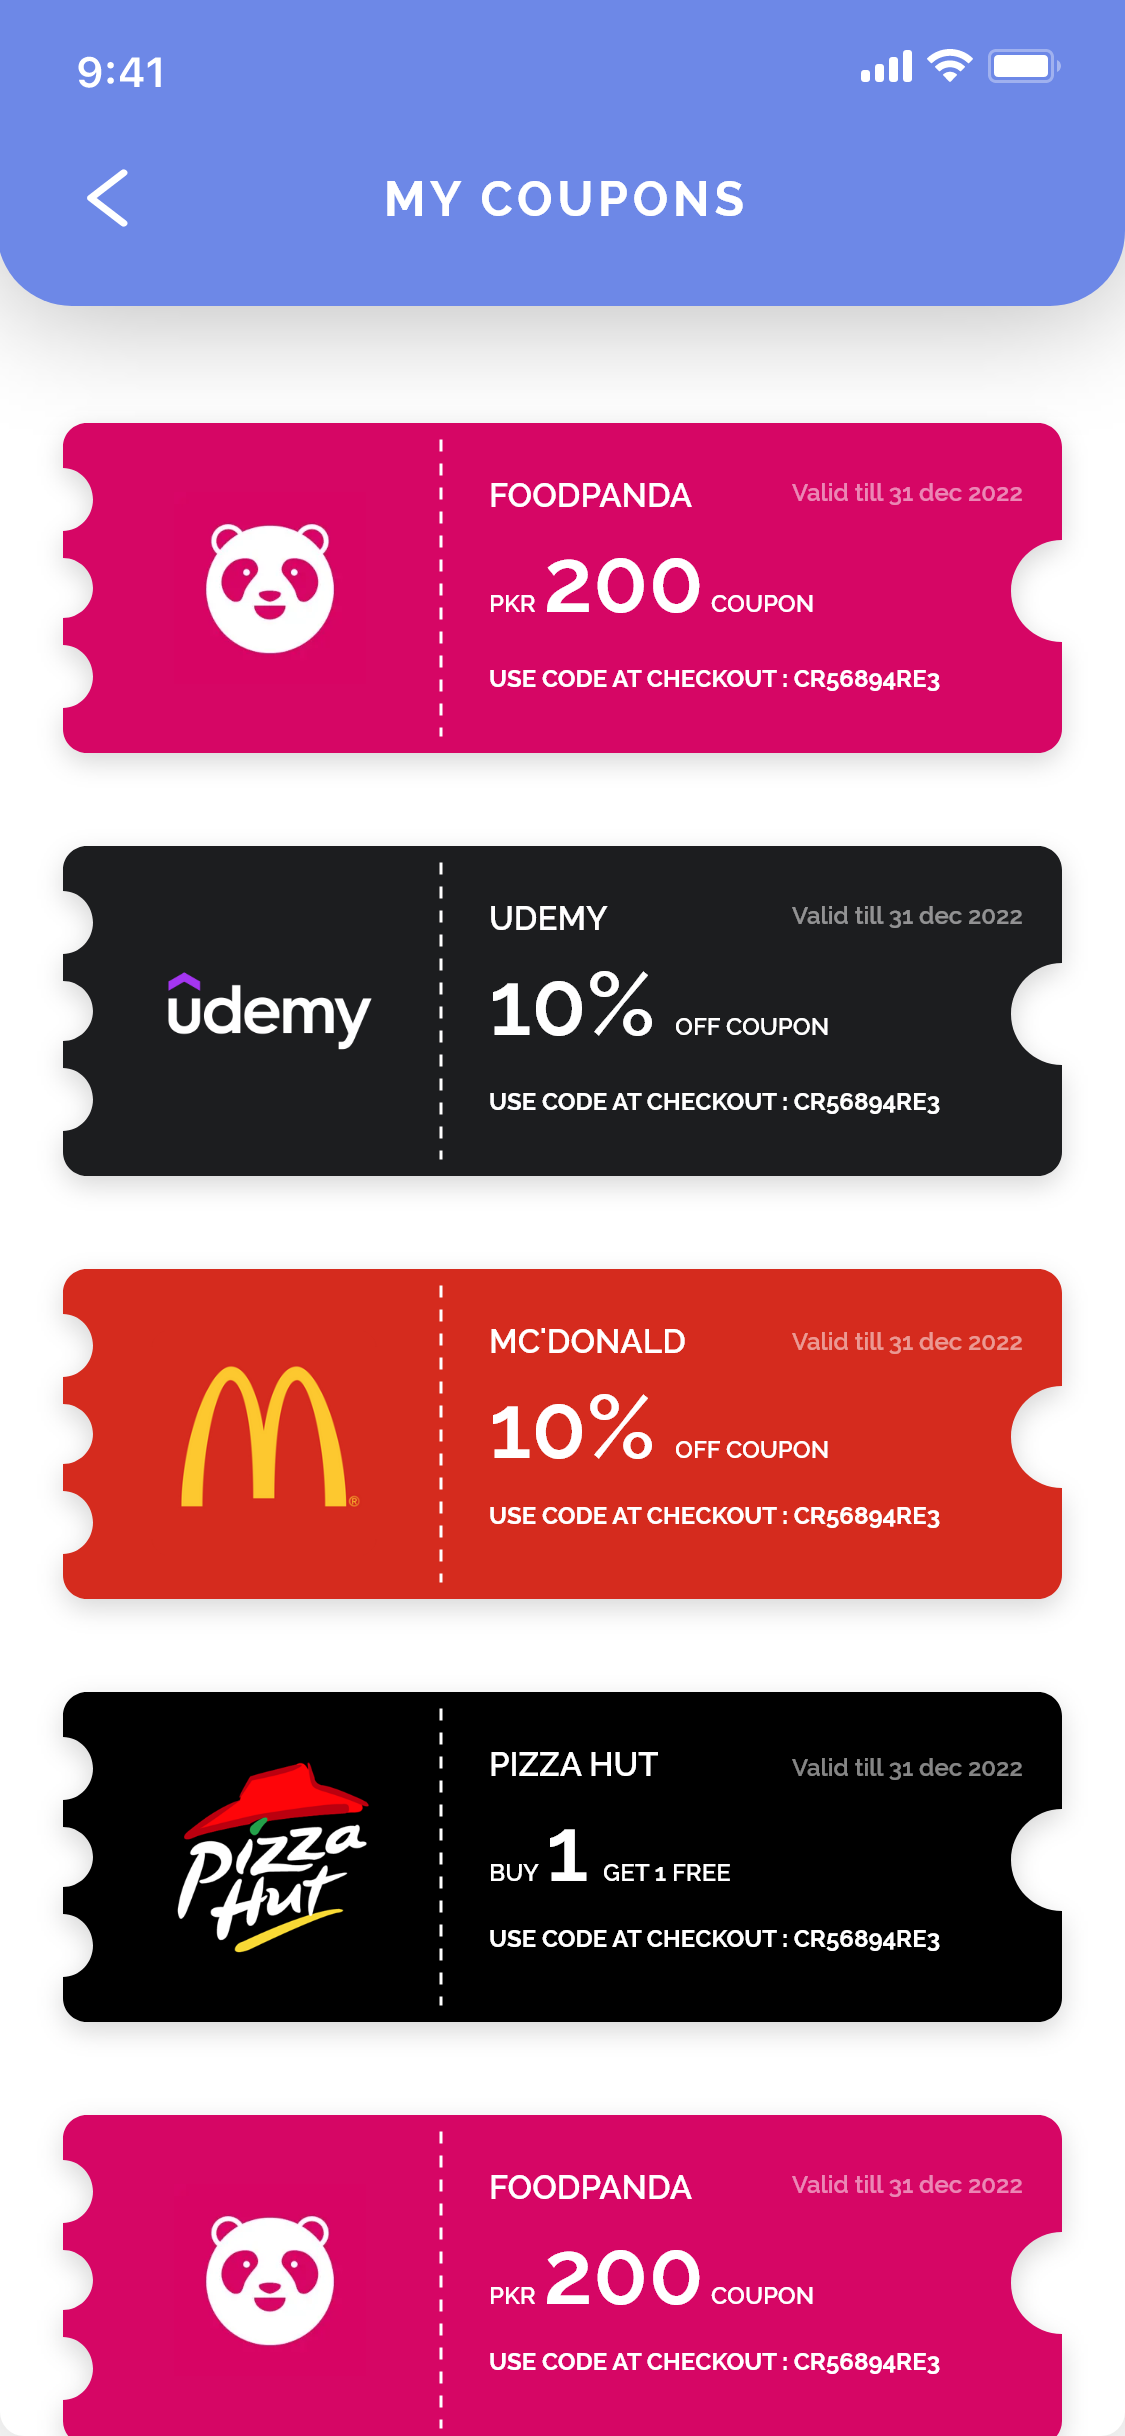 9:41
MY COUPONS
FOODPANDA
Valid till 31 dec 2022
PKR 200 COUPON
USE CODE AT CHECKOUT : CR56894RE3
udemy
UDEMY
Valid till 31 dec 2022
10% OFF COUPON
USE CODE AT CHECKOUT : CR56894RE3
®
MC'DONALD
Valid till 31 dec 2022
10% OFF COUPON
USE CODE AT CHECKOUT : CR56894RE3
Pizza
Hut
PIZZA HUT
Valid till 31 dec 2022
BUY 1 GET 1 FREE
USE CODE AT CHECKOUT : CR56894RE3
FOODPANDA
Valid till 31 dec 2022
PKR 200 COUPON
USE CODE AT CHECKOUT : CR56894RE3